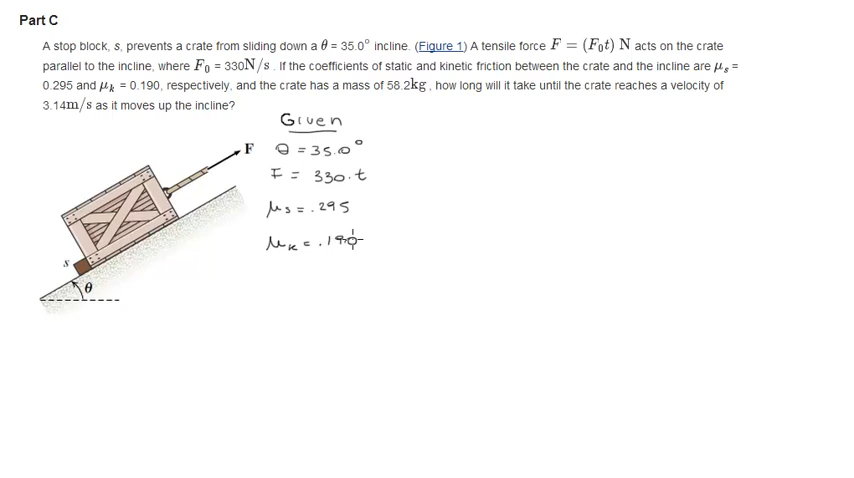 Part C
A stop block, s, prevents a crate from sliding down a θ = 35.0° incline. (Figure 1) A tensile force F = (F₀t) N acts on the crate
parallel to the incline, where F₀ = 330N/s . If the coefficients of static and kinetic friction between the crate and the incline are μₛ =
0.295 and μₖ = 0.190, respectively, and the crate has a mass of 58.2kg , how long will it take until the crate reaches a velocity of
3.14m/s as it moves up the incline?
Given
θ = 35.0°
F = 330.t
μₛ = .295
μₖ = .190
F
s
θ